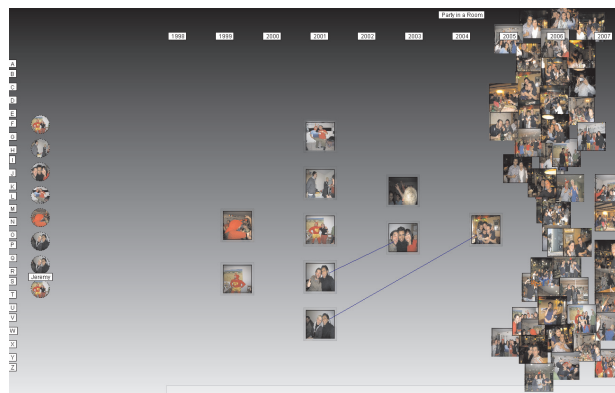 Party in a Room
1998 1999 2000 2001 2002 2003 2004 2005 2006 2007
A
B
C
D
E
F
G
H
I
J
K
L
M
N
O
P
Q
R
Jeremy
S
T
U
V
W
X
Y
Z